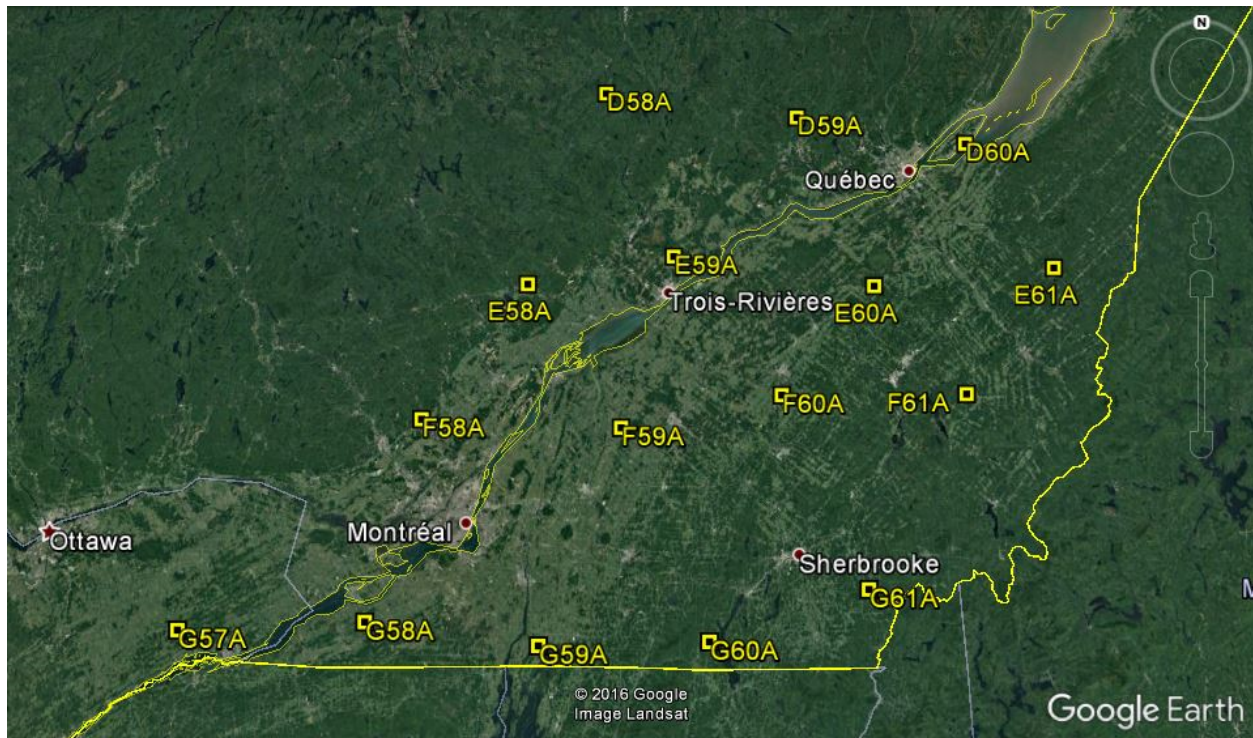 N
D58A
D59A
D60A
Québec
E59A
E58A
Trois-Rivières
E60A
E61A
F58A
F59A
F60A
F61A
Montréal
Ottawa
Sherbrooke
G61A
M
G57A
G58A
G59A
G60A
© 2016 Google
Image Landsat
Google Earth